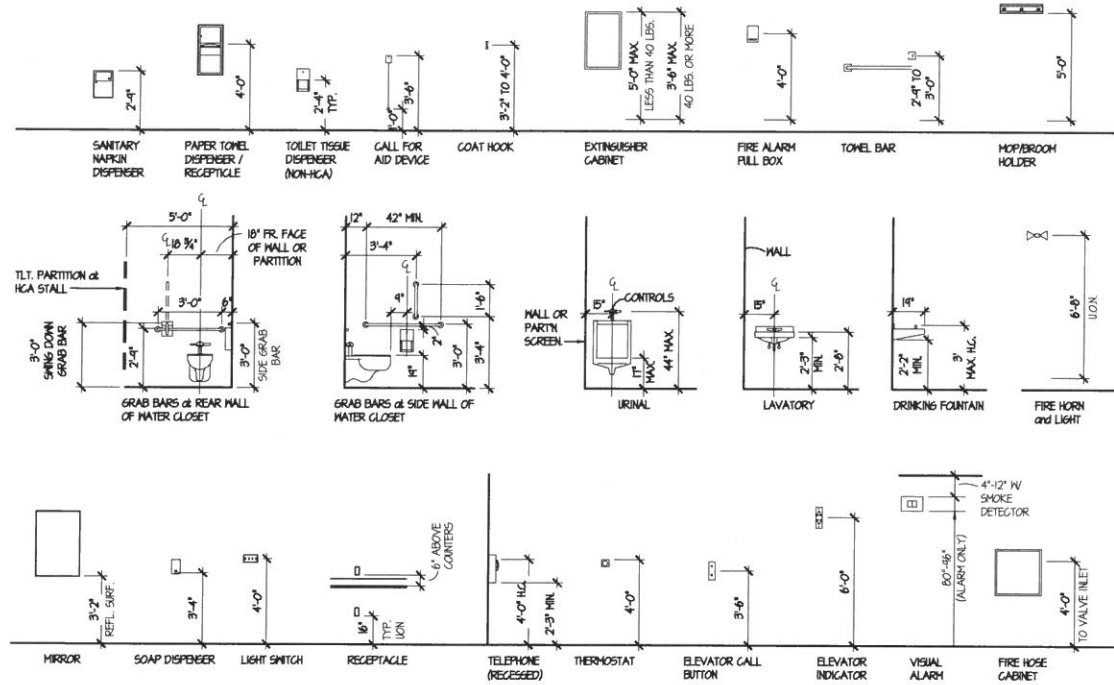 2'-9"
4'-0"
2'-4"
TYP.
1'-0"
3'-6"
3'-2" TO 4'-0"
5'-0" MAX.
LESS THAN 40 LBS.
3'-6" MAX.
40 LBS. OR MORE
4'-0"
2'-9" TO
3'-0"
5'-0"
SANITARY
NAPKIN
DISPENSER
PAPER TOWEL
DISPENSER /
RECEPTICLE
TOILET TISSUE
DISPENSER
(NON-HCA)
CALL FOR
AID DEVICE
COAT HOOK
EXTINGUISHER
CABINET
FIRE ALARM
PULL BOX
TOWEL BAR
MOP/BROOM
HOLDER
5'-0"
18 3/4"
18" FR. FACE
OF WALL OR
PARTITION
TLT. PARTITION at
HCA STALL
3'-0"
6"
3'-0"
SWING DOWN
GRAB BAR
2'-9"
3'-0"
SIDE GRAB
BAR
GRAB BARS at REAR WALL
OF WATER CLOSET
12"
42" MIN.
3'-4"
9"
1'-6"
2"
19"
3'-0"
3'-4"
GRAB BARS at SIDE WALL OF
WATER CLOSET
15"
CONTROLS
WALL OR
PART'N
SCREEN.
17"
MAX.
44" MAX.
URINAL
WALL
15"
2'-3"
MIN.
2'-8"
LAVATORY
19"
2'-2"
MIN.
3'
MAX. H.C.
DRINKING FOUNTAIN
6'-8"
U.O.N.
FIRE HORN
and LIGHT
3'-2"
REFL. SURF.
3'-4"
4'-0"
6" ABOVE
COUNTERS
16"
TYP.
UON
4'-0" H.C.
2'-3" MIN.
4'-0"
3'-6"
6'-0"
4"-12" W/
SMOKE
DETECTOR
80"-96"
(ALARM ONLY)
4'-0"
TO VALVE INLET
MIRROR
SOAP DISPENSER
LIGHT SWITCH
RECEPTACLE
TELEPHONE
(RECESSED)
THERMOSTAT
ELEVATOR CALL
BUTTON
ELEVATOR
INDICATOR
VISUAL
ALARM
FIRE HOSE
CABINET